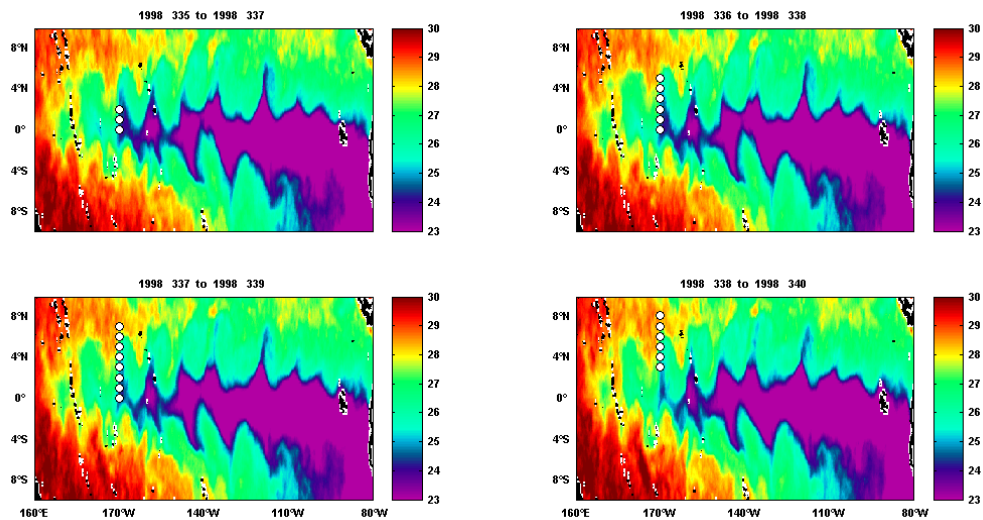 1998 335 to 1998 337
8°N
4°N
0°
4°S
8°S
30
29
28
27
26
25
24
23
1998 336 to 1998 338
8°N
4°N
0°
4°S
8°S
30
29
28
27
26
25
24
23
1998 337 to 1998 339
8°N
4°N
0°
4°S
8°S
160°E
170°W
140°W
110°W
80°W
30
29
28
27
26
25
24
23
1998 338 to 1998 340
8°N
4°N
0°
4°S
8°S
160°E
170°W
140°W
110°W
80°W
30
29
28
27
26
25
24
23